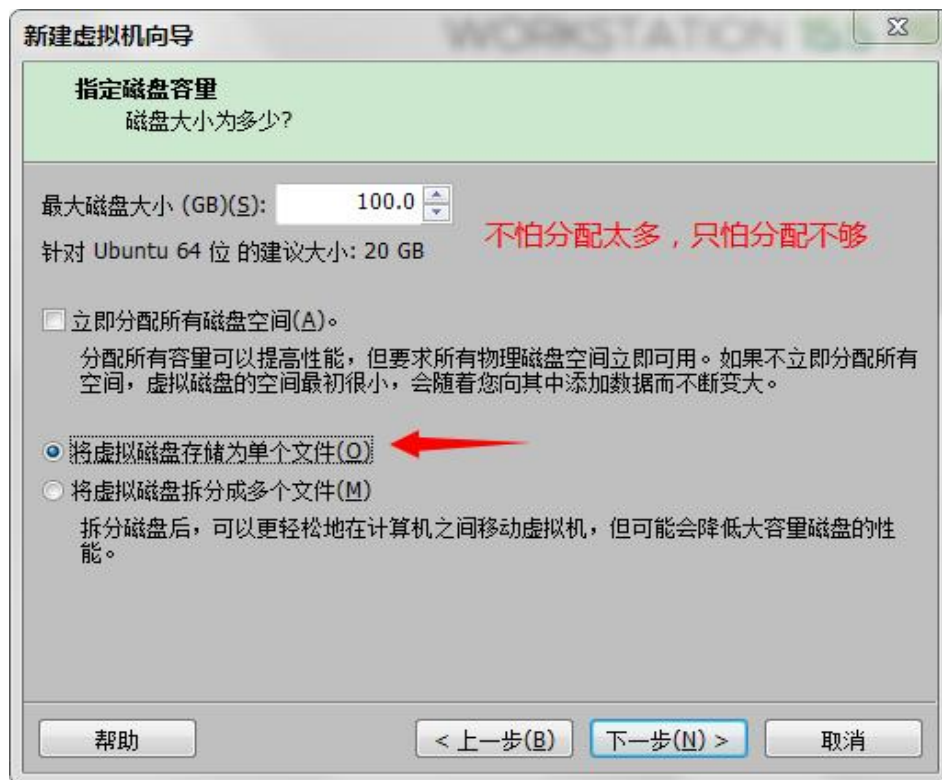 WORKSTATION 15
新建虚拟机向导
指定磁盘容量
磁盘大小为多少?
最大磁盘大小 (GB)(S): 100.0
针对 Ubuntu 64 位 的建议大小: 20 GB
不怕分配太多，只怕分配不够
立即分配所有磁盘空间(A)。
分配所有容量可以提高性能，但要求所有物理磁盘空间立即可用。如果不立即分配所有
空间，虚拟磁盘的空间最初很小，会随着您向其中添加数据而不断变大。
将虚拟磁盘存储为单个文件(O)
将虚拟磁盘拆分成多个文件(M)
拆分磁盘后，可以更轻松地在计算机之间移动虚拟机，但可能会降低大容量磁盘的性
能。
帮助 < 上一步(B) 下一步(N) > 取消